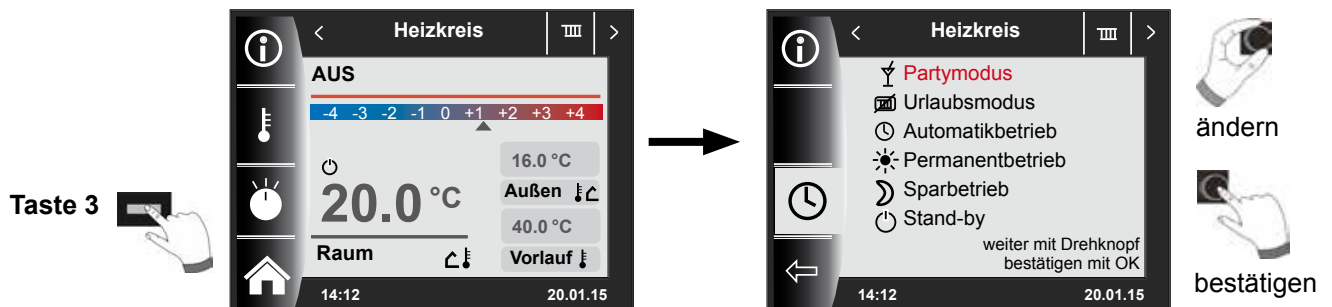 Taste 3
< Heizkreis >
AUS
-4 -3 -2 -1 0 +1 +2 +3 +4
20.0 °C
Raum
16.0 °C
Außen
40.0 °C
Vorlauf
14:12 20.01.15
< Heizkreis >
Partymodus
Urlaubsmodus
Automatikbetrieb
Permanentbetrieb
Sparbetrieb
Stand-by
weiter mit Drehknopf
bestätigen mit OK
14:12 20.01.15
ändern
bestätigen